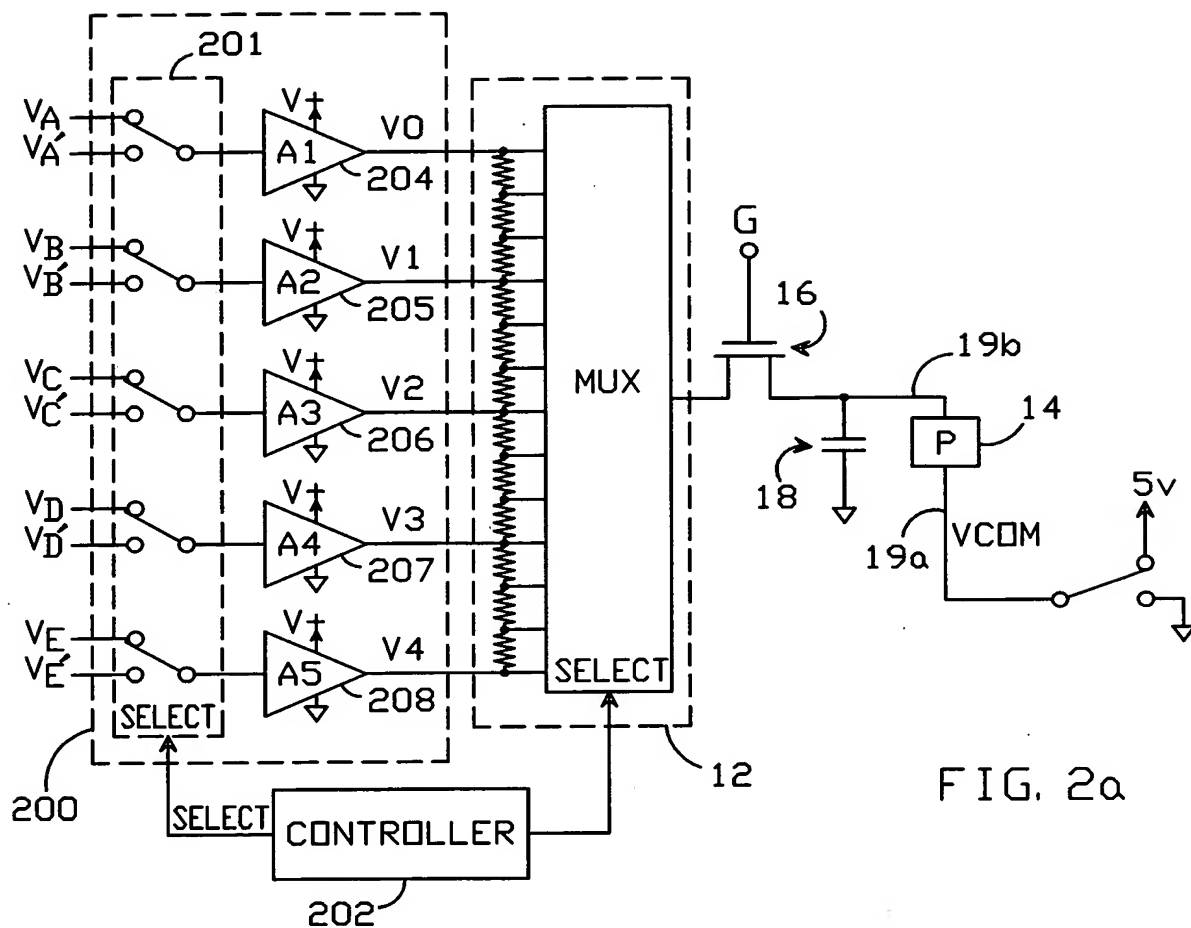 201
VA
VA'
V+
A1
V0
204
VB
VB'
V+
A2
V1
205
VC
VC'
V+
A3
V2
206
VD
VD'
V+
A4
V3
207
VE
VE'
V+
A5
V4
208
SELECT
200
SELECT
CONTROLLER
202
MUX
SELECT
12
G
16
18
19b
P
14
19a
VCOM
5v
FIG. 2a